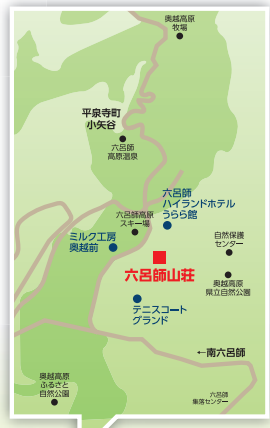 奥越高原
牧場
平泉寺町
小矢谷
六呂師
高原温泉
六呂師
ハイランドホテル
うらら館
六呂師高原
スキー場
ミルク工房
奥越前
自然保護
センター
六呂師山荘
奥越高原
県立自然公園
テニスコート
グランド
←南六呂師
奥越高原
ふるさと
自然公園
六呂師
集落センター